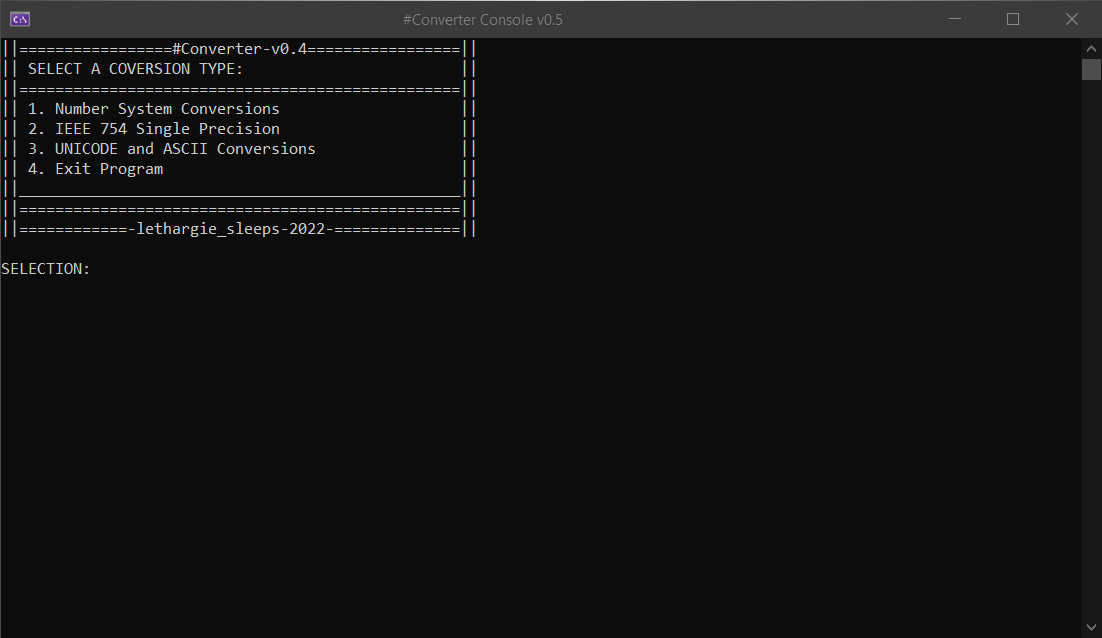 C:\
#Converter Console v0.5
||=================#Converter-v0.4=================||
|| SELECT A COVERSION TYPE:                        ||
||=================================================||
|| 1. Number System Conversions                    ||
|| 2. IEEE 754 Single Precision                    ||
|| 3. UNICODE and ASCII Conversions                ||
|| 4. Exit Program                                 ||
||_________________________________________________||
||=================================================||
||============-lethargie_sleeps-2022-==============||
SELECTION: